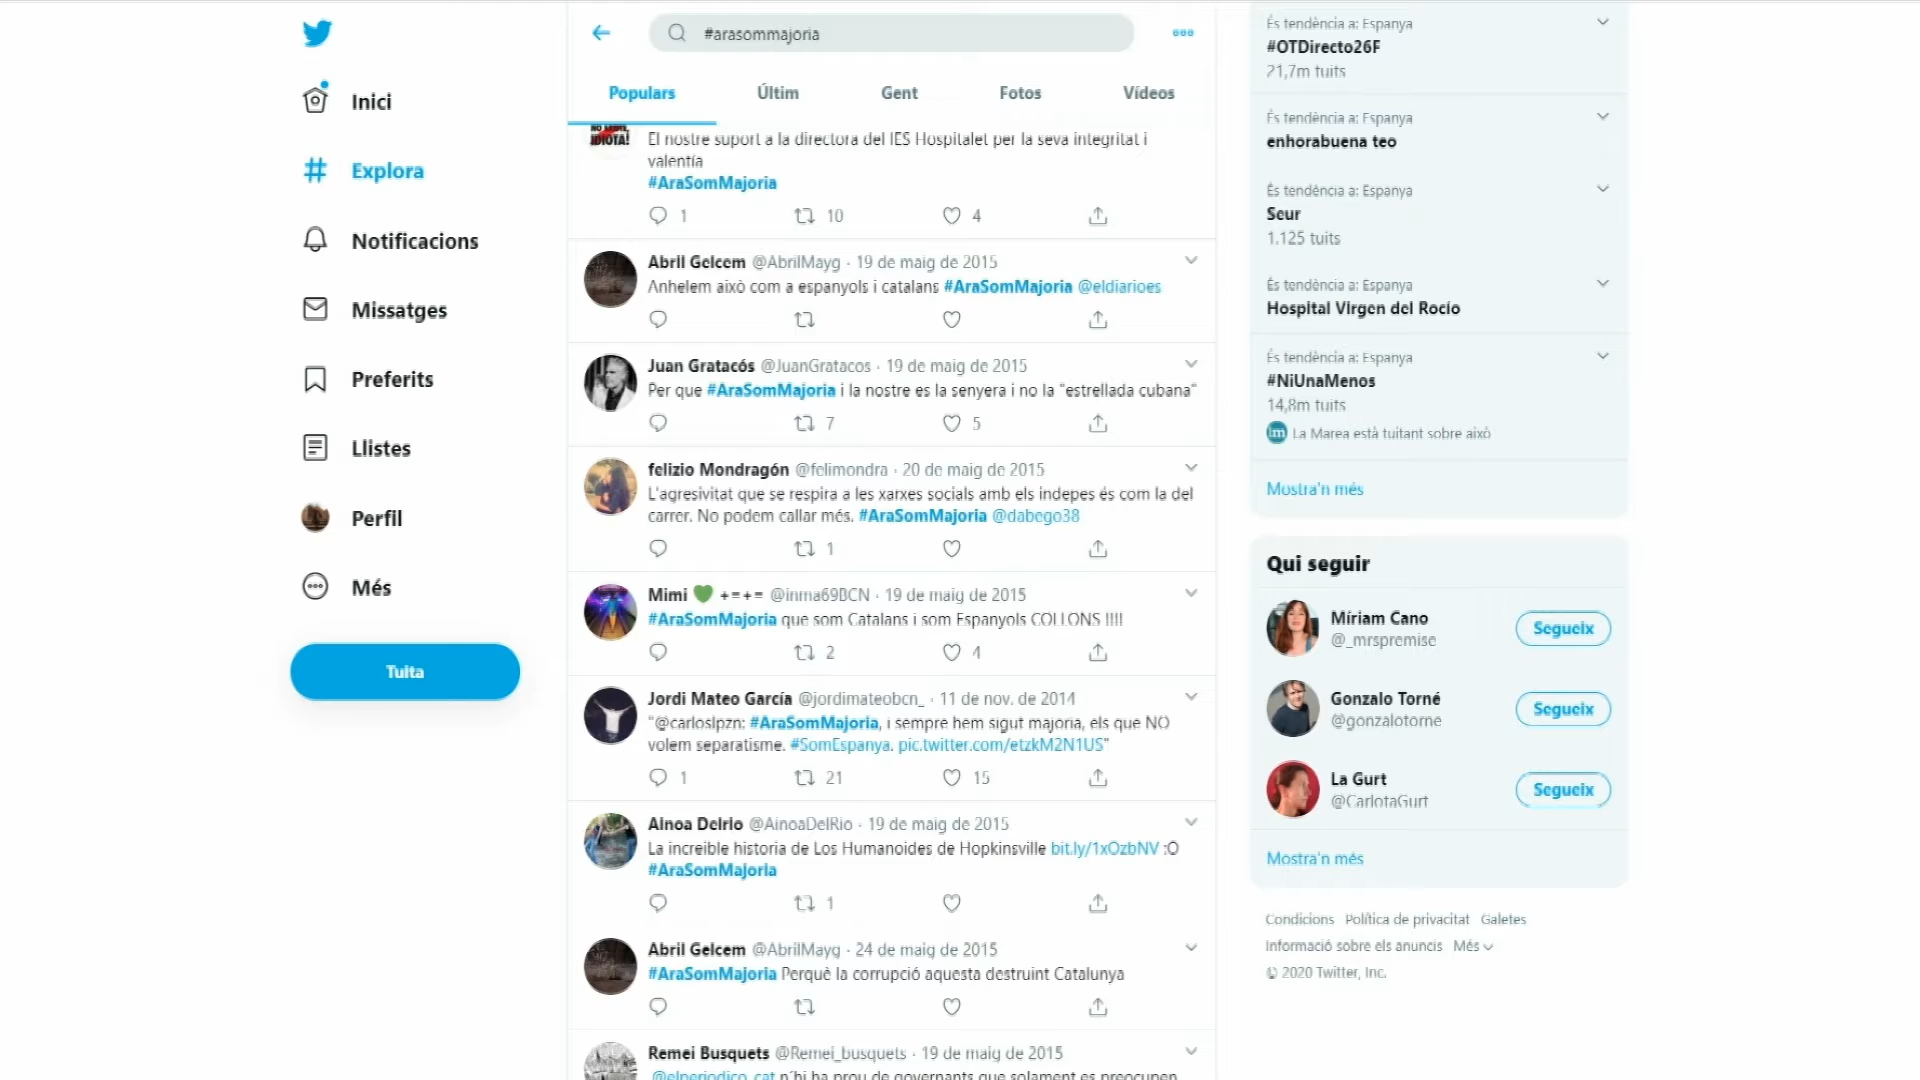 Inici
Explora
Notificacions
Missatges
Preferits
Llistes
Perfil
Més
Tuita
#arasommajoria
Populars
Últim
Gent
Fotos
Vídeos
IDIOTA!
El nostre suport a la directora del IES Hospitalet per la seva integritat i
valentía
#AraSomMajoria
1 10 4
Abril Gelcem @AbrilMayg · 19 de maig de 2015
Anhelem això com a espanyols i catalans #AraSomMajoria @eldiarioes
Juan Gratacós @JuanGratacos · 19 de maig de 2015
Per que #AraSomMajoria i la nostre es la senyera i no la "estrellada cubana"
7 5
felizio Mondragón @felimondra · 20 de maig de 2015
L'agresivitat que se respira a les xarxes socials amb els indepes és com la del
carrer. No podem callar més. #AraSomMajoria @dabego38
1
Mimi 💚 +=+= @inma69BCN · 19 de maig de 2015
#AraSomMajoria que som Catalans i som Espanyols COLLONS !!!!
2 4
Jordi Mateo García @jordimateobcn_ · 11 de nov. de 2014
"@carloslpzn: #AraSomMajoria, i sempre hem sigut majoria, els que NO
volem separatisme. #SomEspanya. pic.twitter.com/etzkM2N1US"
1 21 15
Ainoa Delrio @AinoaDelRio · 19 de maig de 2015
La increible historia de Los Humanoides de Hopkinsville bit.ly/1xOzbNV :O
#AraSomMajoria
1
Abril Gelcem @AbrilMayg · 24 de maig de 2015
#AraSomMajoria Perquè la corrupció aquesta destruint Catalunya
Remei Busquets @Remei_busquets · 19 de maig de 2015
@elperiodico_cat n'hi ha prou de governants que solament es preocupen
És tendència a: Espanya
#OTDirecto26F
21,7m tuits
És tendència a: Espanya
enhorabuena teo
És tendència a: Espanya
Seur
1.125 tuits
És tendència a: Espanya
Hospital Virgen del Rocío
És tendència a: Espanya
#NiUnaMenos
14,8m tuits
lm La Marea està tuitant sobre això
Mostra'n més
Qui seguir
Míriam Cano
@_mrspremise
Segueix
Gonzalo Torné
@gonzalotorne
Segueix
La Gurt
@CarlotaGurt
Segueix
Mostra'n més
Condicions Política de privacitat Galetes
Informació sobre els anuncis Més
© 2020 Twitter, Inc.